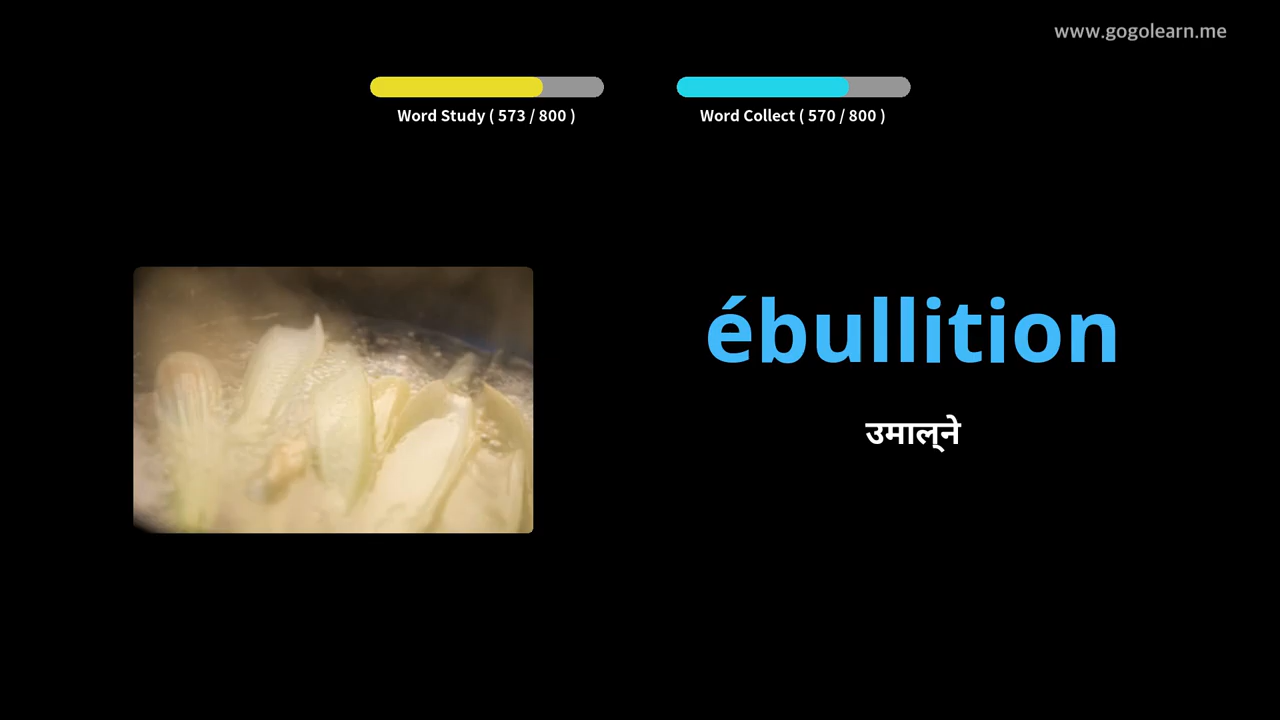 www.gogolearn.me
Word Study ( 573 / 800 )
Word Collect ( 570 / 800 )
ébullition
उमाल्‌ने